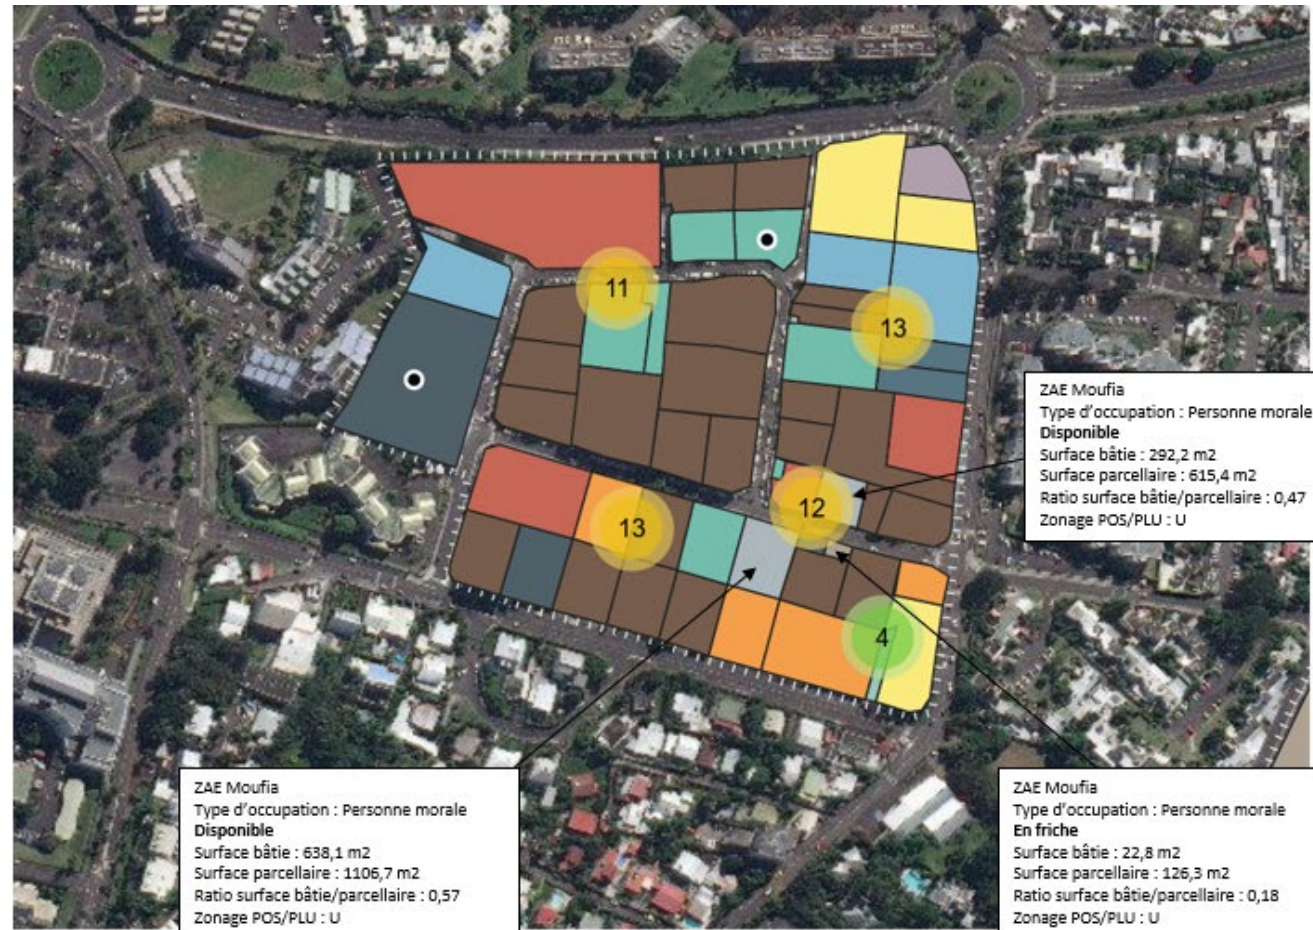 11
13
13
12
4
ZAE Moufia
Type d'occupation : Personne morale
Disponible
Surface bâtie : 292,2 m2
Surface parcellaire : 615,4 m2
Ratio surface bâtie/parcellaire : 0,47
Zonage POS/PLU : U
ZAE Moufia
Type d'occupation : Personne morale
Disponible
Surface bâtie : 638,1 m2
Surface parcellaire : 1106,7 m2
Ratio surface bâtie/parcellaire : 0,57
Zonage POS/PLU : U
ZAE Moufia
Type d'occupation : Personne morale
En friche
Surface bâtie : 22,8 m2
Surface parcellaire : 126,3 m2
Ratio surface bâtie/parcellaire : 0,18
Zonage POS/PLU : U